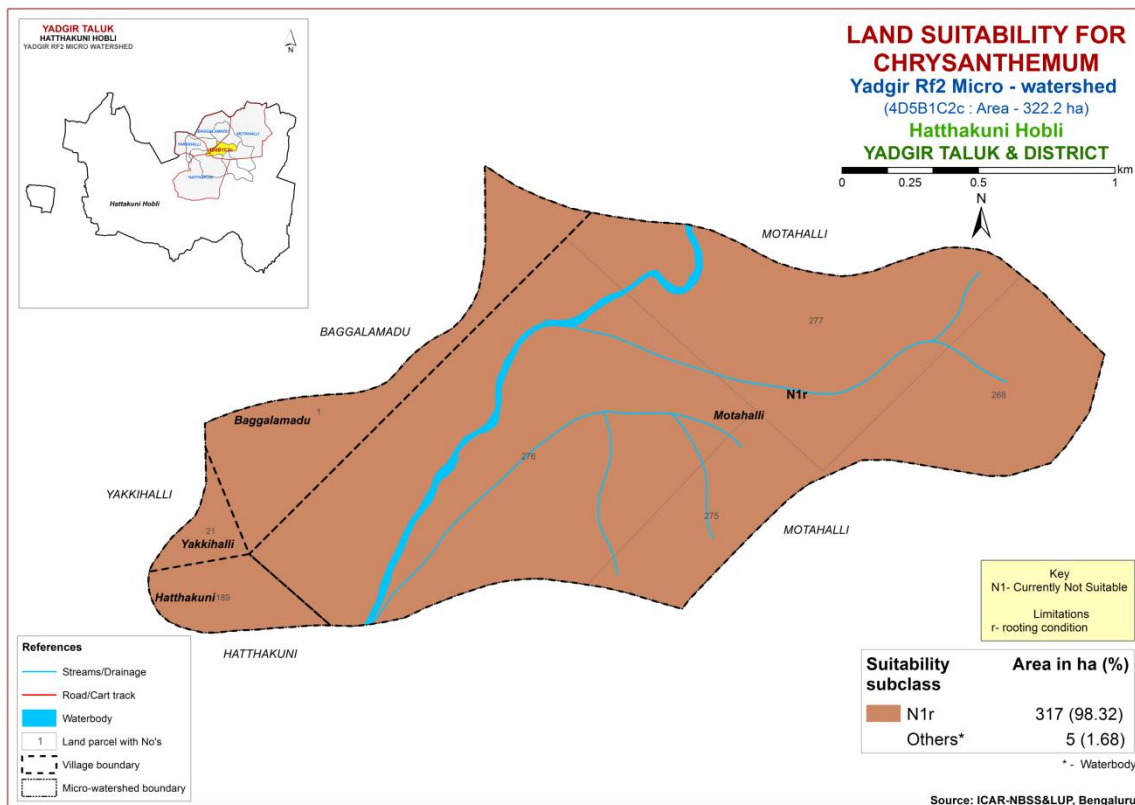 YADGIR TALUK
HATTHAKUNI HOBLI
YADGIR RF2 MICRO WATERSHED
N
BAGGALAMADU
MOTAHALLI
HATTHAKUNI
Hattakuni Hobli
LAND SUITABILITY FOR
CHRYSANTHEMUM
Yadgir Rf2 Micro - watershed
(4D5B1C2c : Area - 322.2 ha)
Hatthakuni Hobli
YADGIR TALUK & DISTRICT
km
0 0.25 0.5 1
N
MOTAHALLI
BAGGALAMADU
277
N1r
268
1
Baggalamadu
Motahalli
276
YAKKIHALLI
275
MOTAHALLI
21
Yakkihalli
Hatthakuni 189
HATTHAKUNI
References
Streams/Drainage
Road/Cart track
Waterbody
1 Land parcel with No's
Village boundary
Micro-watershed boundary
Key
N1- Currently Not Suitable
Limitations
r- rooting condition
Suitability Area in ha (%)
subclass
N1r 317 (98.32)
Others* 5 (1.68)
* - Waterbody
Source: ICAR-NBSS&LUP, Bengaluru